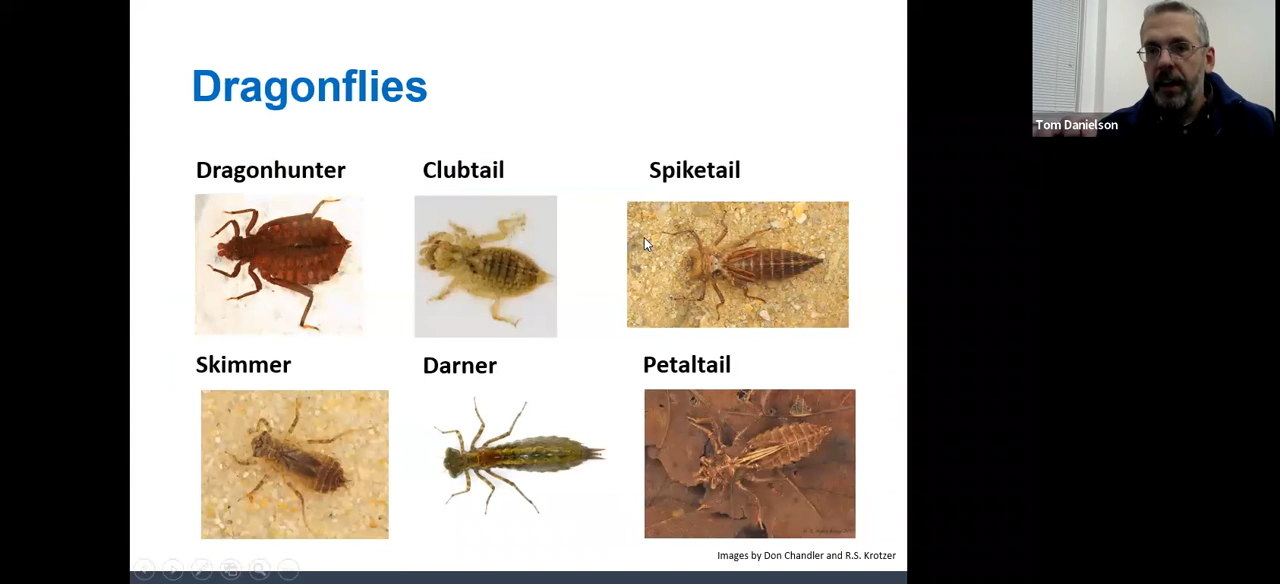 Dragonflies
Tom Danielson
Dragonhunter
Clubtail
Spiketail
Skimmer
Darner
Petaltail
Images by Don Chandler and R.S. Krotzer